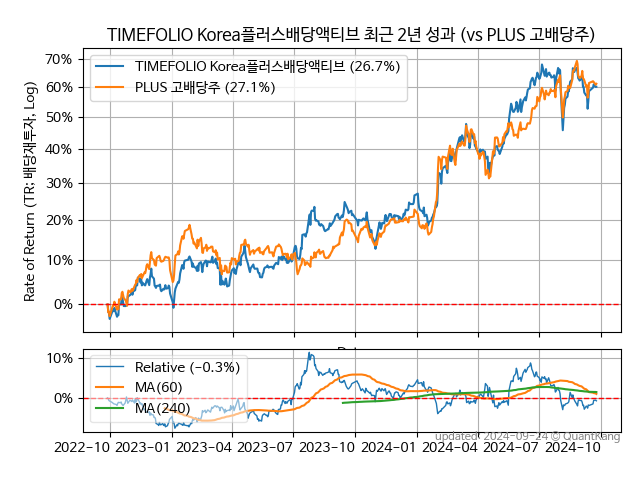 TIMEFOLIO Korea플러스배당액티브 최근 2년 성과 (vs PLUS 고배당주)
Rate of Return (TR: 배당재투자, Log)
70%
60%
50%
40%
30%
20%
10%
0%
TIMEFOLIO Korea플러스배당액티브 (26.7%)
PLUS 고배당주 (27.1%)
10%
0%
Relative (−0.3%)
MA(60)
MA(240)
updated: 2024-09-24 © QuantKang
2022-10 2023-01 2023-04 2023-07 2023-10 2024-01 2024-04 2024-07 2024-10